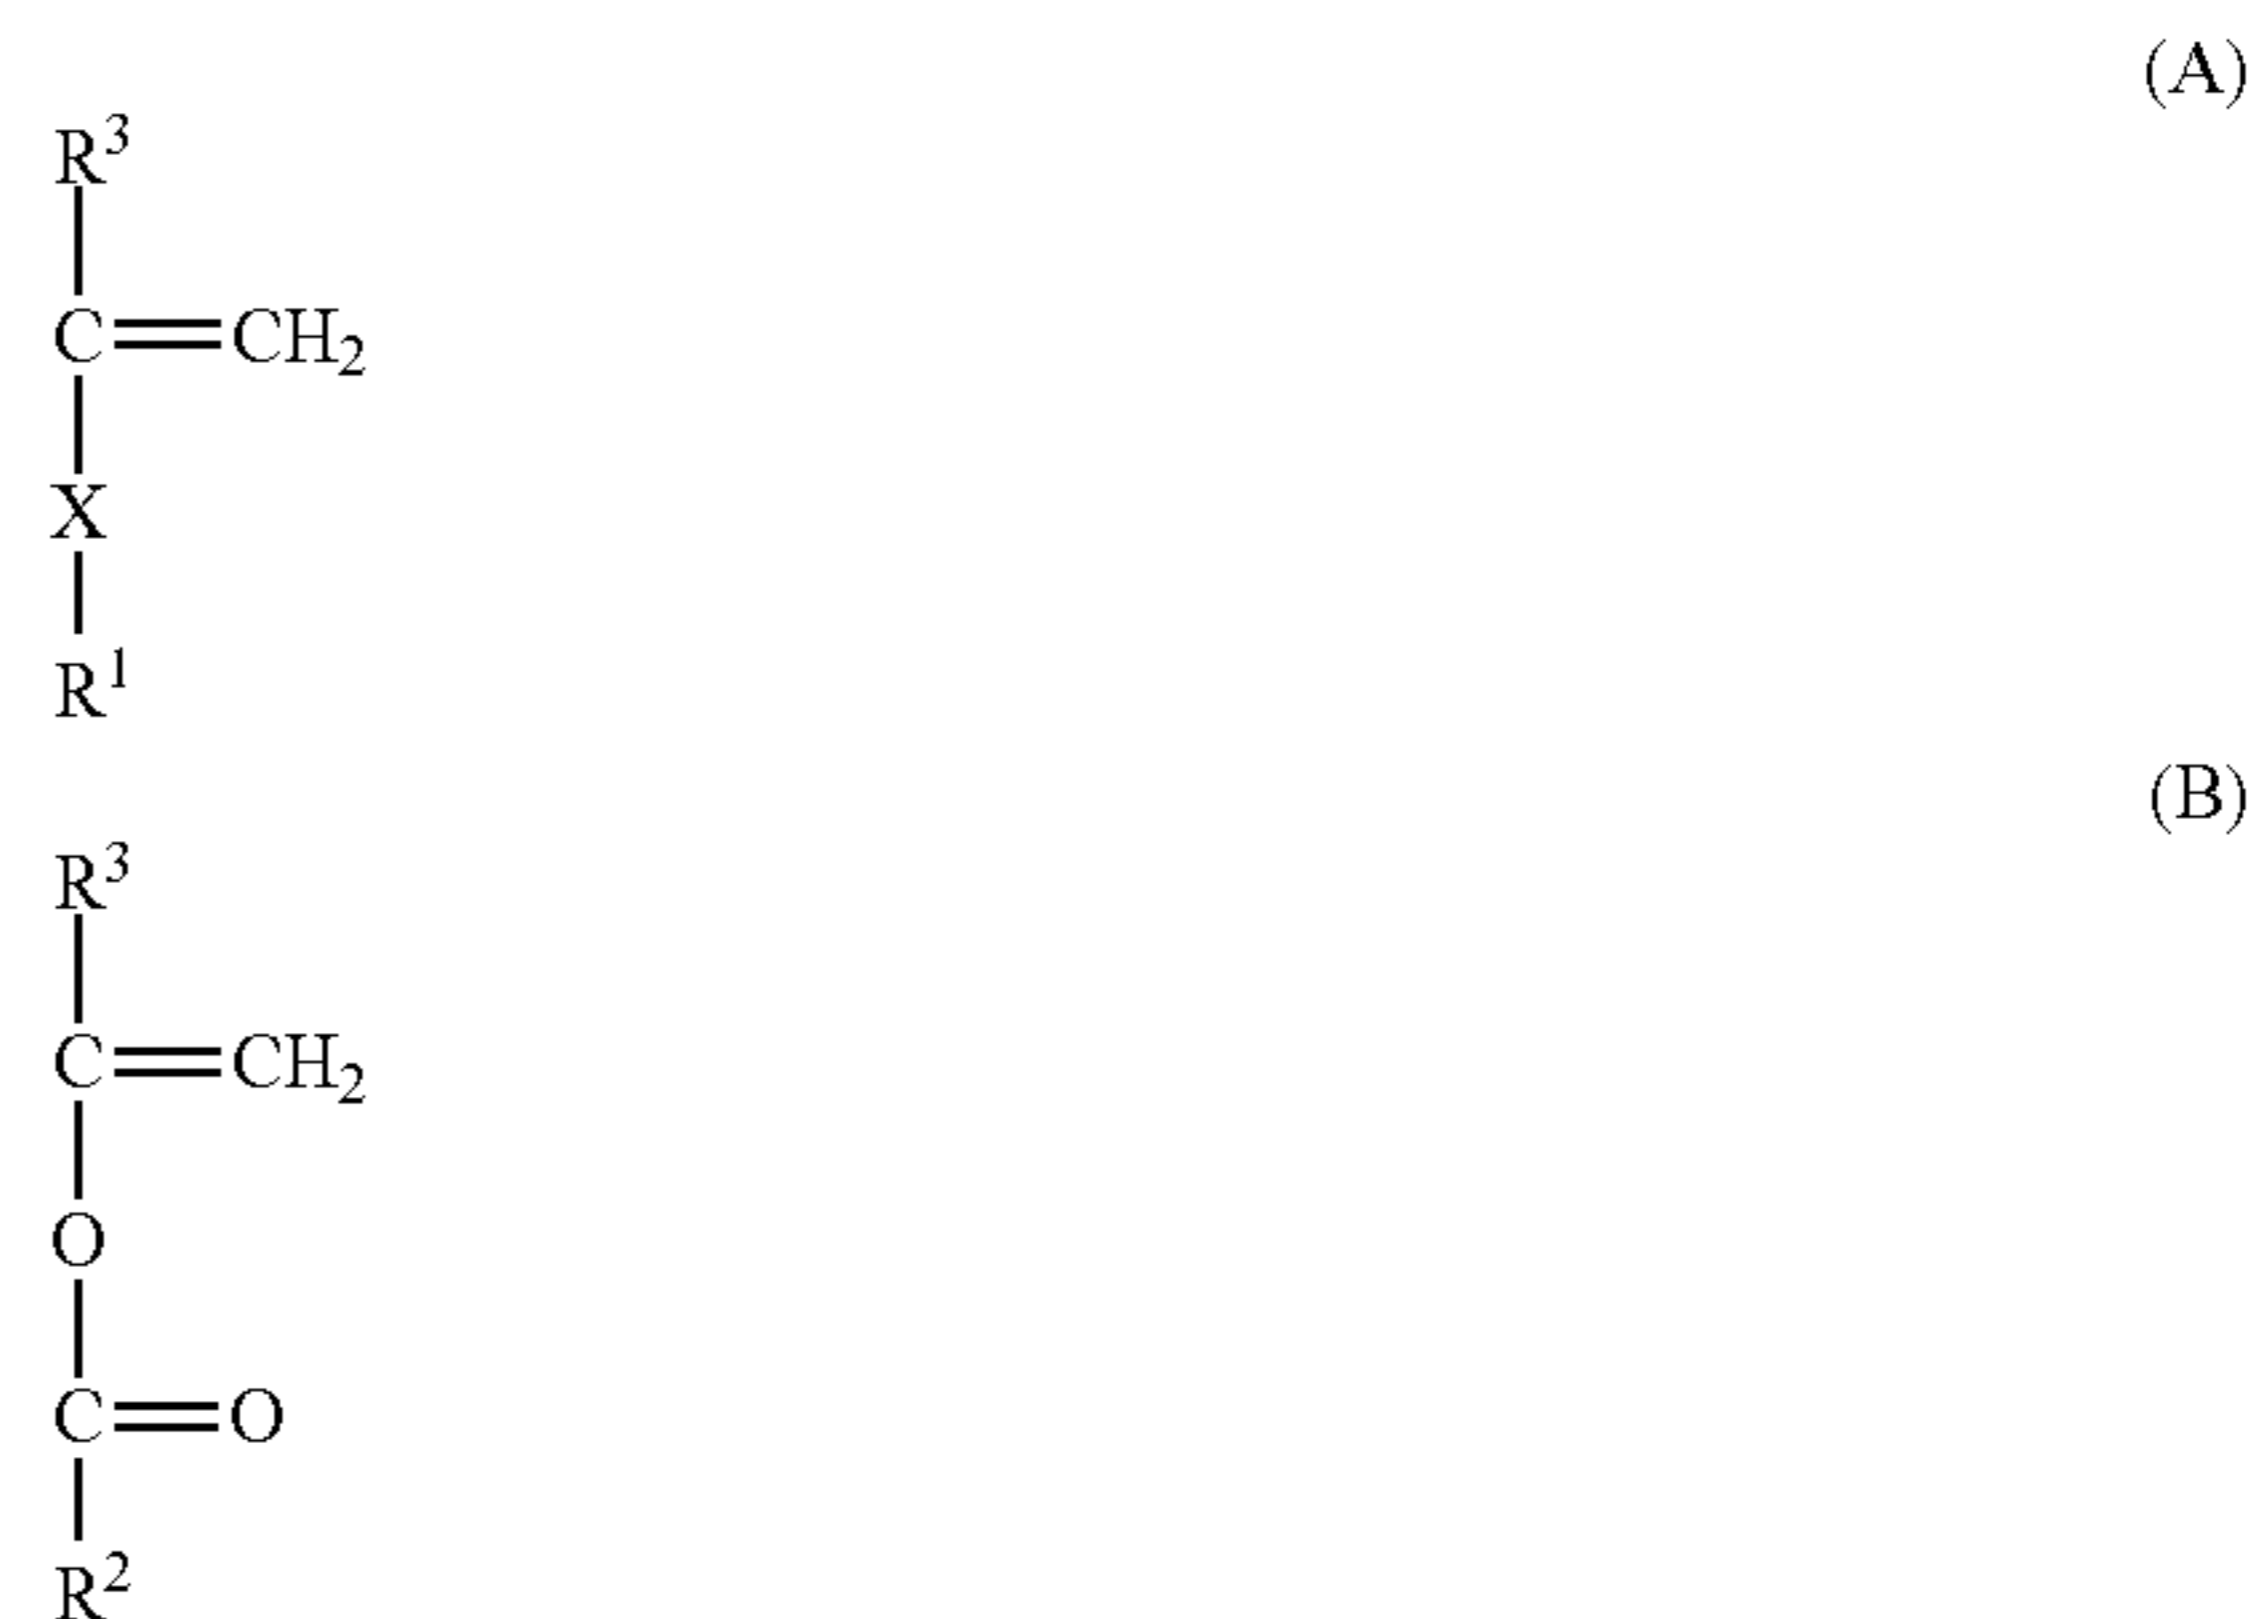 (A)
R³
C=CH₂
X
R¹
(B)
R³
C=CH₂
O
C=O
R²